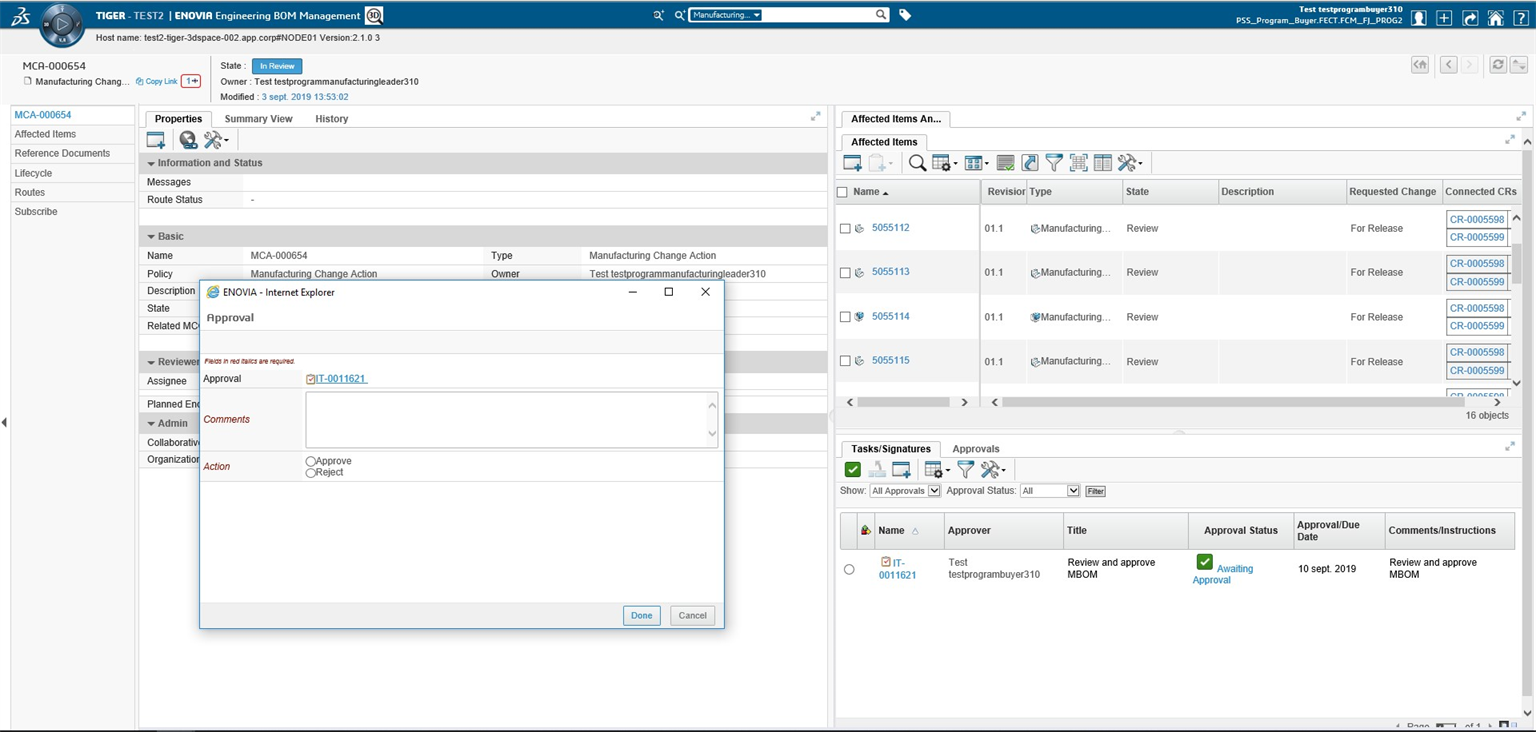 TIGER - TEST2 | ENOVIA Engineering BOM Management
3D
Manufacturing...
Test testprogrambuyer310
PSS_Program_Buyer.FECT.FCM_FJ_PROG2
Host name: test2-tiger-3dspace-002.app.corp#NODE01 Version:2.1.0 3
MCA-000654
Manufacturing Chang... Copy Link 1
State : In Review
Owner : Test testprogrammanufacturingleader310
Modified : 3 sept. 2019 13:53:02
MCA-000654
Affected Items
Reference Documents
Lifecycle
Routes
Subscribe
Properties Summary View History
Information and Status
Messages
Route Status -
Basic
Name MCA-000654 Type Manufacturing Change Action
Policy Manufacturing Change Action Owner Test testprogrammanufacturingleader310
Description
State
Related MC
Reviewer
Assignee
Planned End
Admin
Collaborativ
Organization
ENOVIA - Internet Explorer
Approval
Fields in red italics are required.
Approval IT-0011621
Comments
Action Approve
Reject
Done Cancel
Affected Items An...
Affected Items
Name Revision Type State Description Requested Change Connected CRs
5055112 01.1 Manufacturing... Review For Release CR-0005598
CR-0005599
5055113 01.1 Manufacturing... Review For Release CR-0005598
CR-0005599
5055114 01.1 Manufacturing... Review For Release CR-0005598
CR-0005599
5055115 01.1 Manufacturing... Review For Release CR-0005598
CR-0005599
CR-0005598
16 objects
Tasks/Signatures Approvals
Show: All Approvals Approval Status: All Filter
Name Approver Title Approval Status Approval/Due Date Comments/Instructions
IT-0011621 Test testprogrambuyer310 Review and approve MBOM Awaiting Approval 10 sept. 2019 Review and approve MBOM
Page of 1